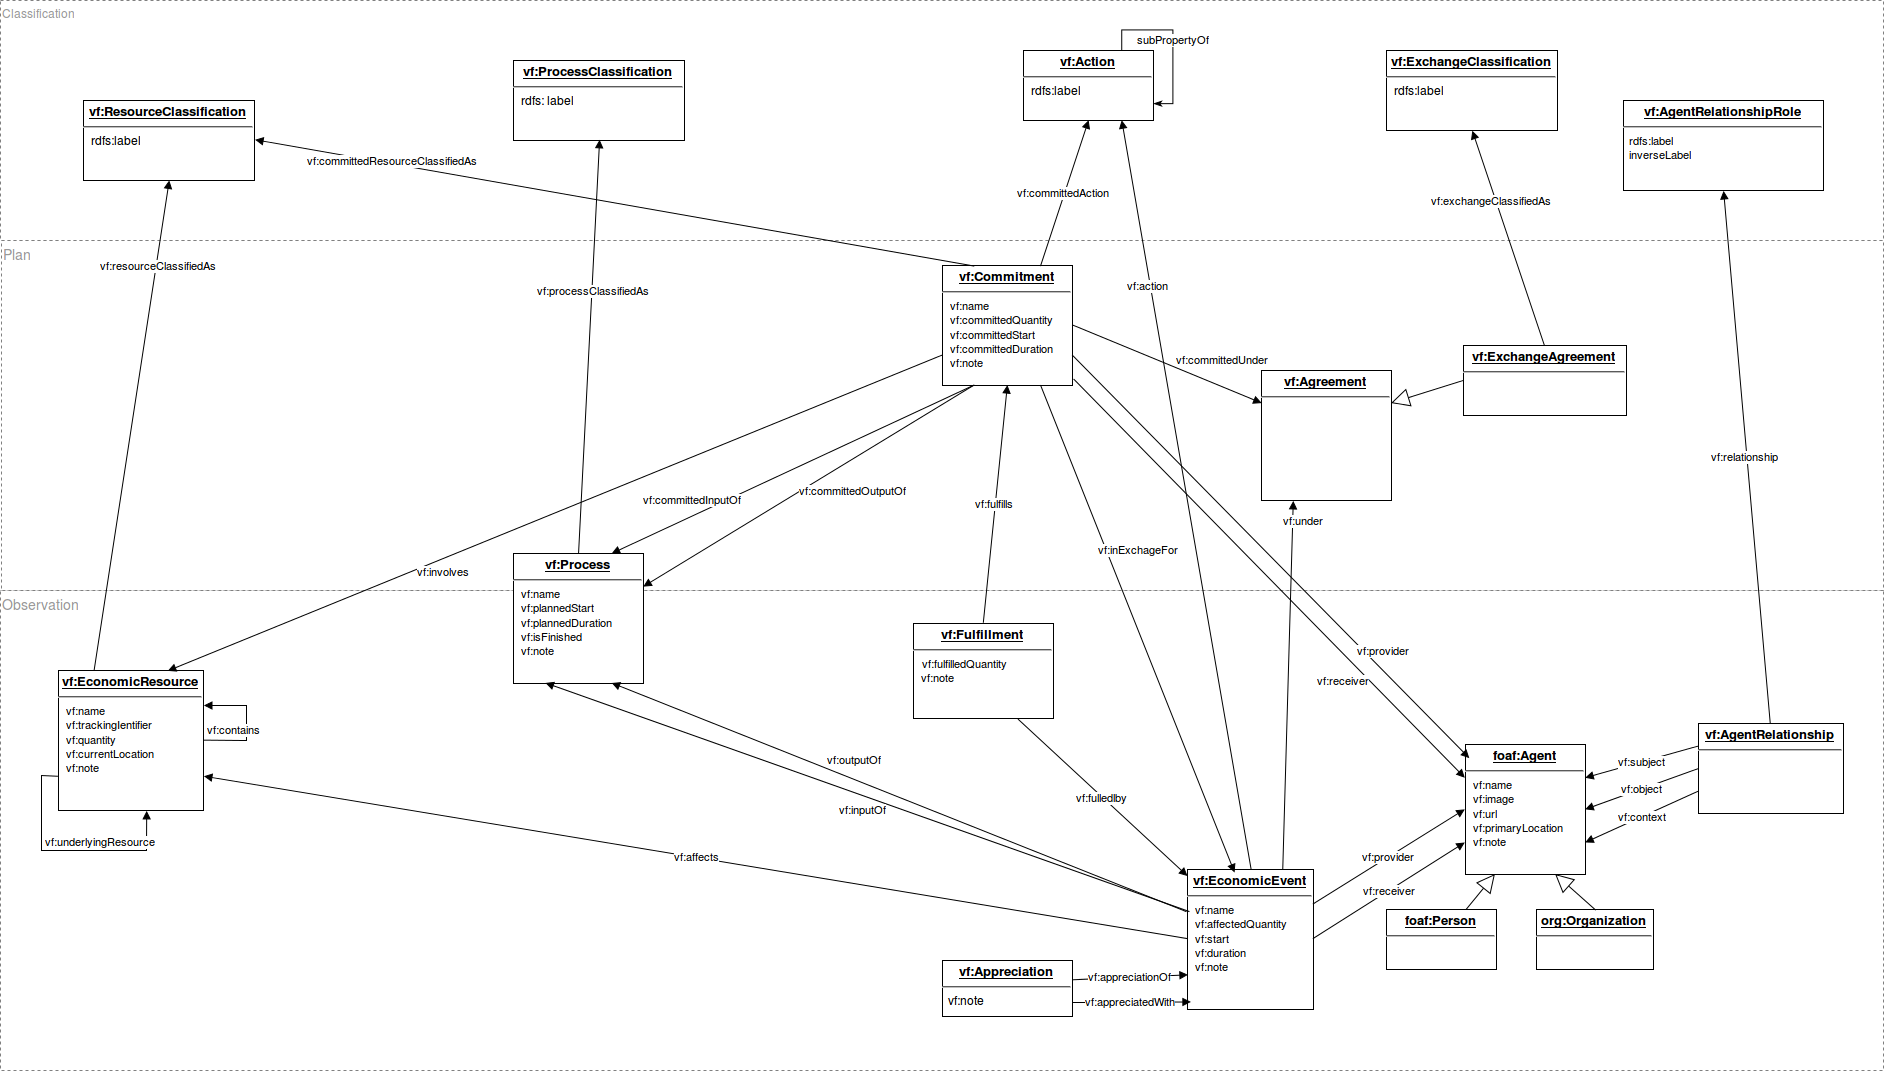 Classification
subPropertyOf
vf:Action
rdfs:label
vf:ExchangeClassification
rdfs:label
vf:ProcessClassification
rdfs: label
vf:ResourceClassification
rdfs:label
vf:AgentRelationshipRole
rdfs:label
inverseLabel
vf:committedResourceClassifiedAs
vf:committedAction
vf:exchangeClassifiedAs
Plan
vf:resourceClassifiedAs
vf:processClassifiedAs
vf:action
vf:Commitment
vf:name
vf:committedQuantity
vf:committedStart
vf:committedDuration
vf:note
vf:committedUnder
vf:Agreement
vf:ExchangeAgreement
vf:relationship
vf:committedInputOf
vf:committedOutputOf
vf:fulfills
vf:under
vf:inExchageFor
vf:involves
vf:Process
vf:name
vf:plannedStart
vf:plannedDuration
vf:isFinished
vf:note
Observation
vf:Fulfillment
vf:fulfilledQuantity
vf:note
vf:provider
vf:receiver
vf:EconomicResource
vf:name
vf:trackingIdentifier
vf:quantity
vf:currentLocation
vf:note
vf:contains
vf:underlyingResource
vf:outputOf
vf:inputOf
vf:fulledIby
vf:affects
foaf:Agent
vf:name
vf:image
vf:url
vf:primaryLocation
vf:note
vf:AgentRelationship
vf:subject
vf:object
vf:context
vf:provider
vf:receiver
vf:EconomicEvent
vf:name
vf:affectedQuantity
vf:start
vf:duration
vf:note
foaf:Person
org:Organization
vf:Appreciation
vf:note
vf:appreciationOf
vf:appreciatedWith